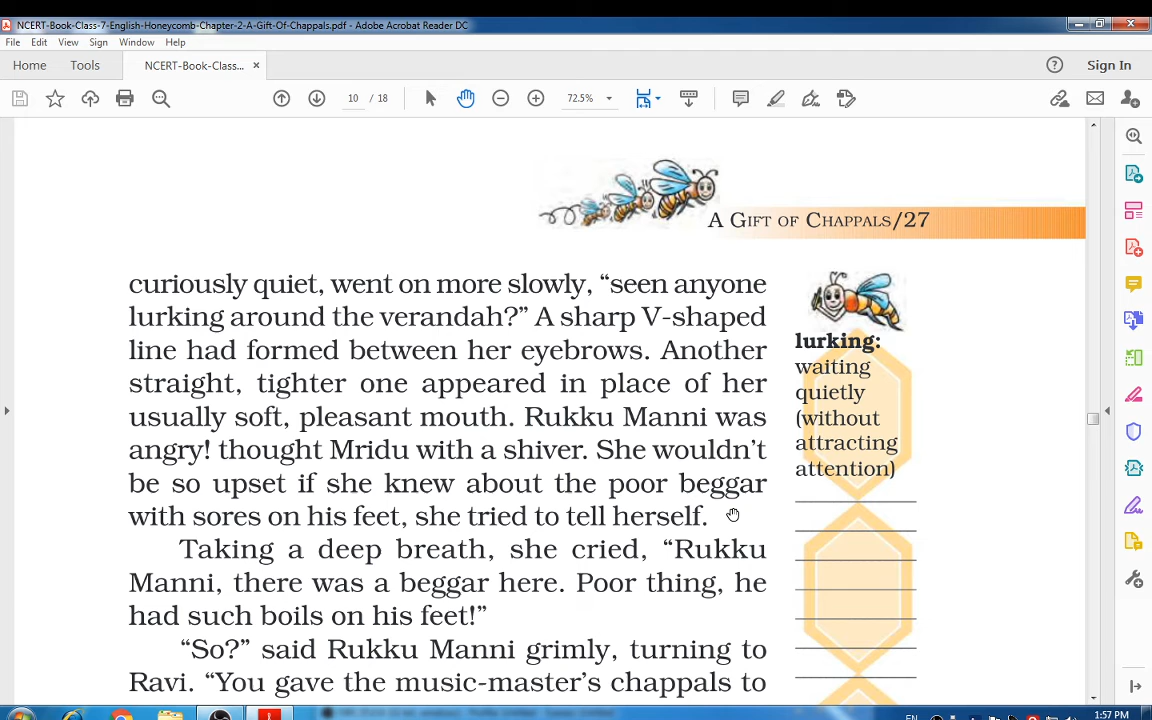 NCERT-Book-Class-7-English-Honeycomb-Chapter-2-A-Gift-Of-Chappals.pdf - Adobe Acrobat Reader DC
File Edit View Sign Window Help
Home Tools NCERT-Book-Class... × Sign In
10 / 18 72.5%
A GIFT OF CHAPPALS/27
curiously quiet, went on more slowly, “seen anyone
lurking around the verandah?” A sharp V-shaped
line had formed between her eyebrows. Another
straight, tighter one appeared in place of her
usually soft, pleasant mouth. Rukku Manni was
angry! thought Mridu with a shiver. She wouldn’t
be so upset if she knew about the poor beggar
with sores on his feet, she tried to tell herself.
Taking a deep breath, she cried, “Rukku
Manni, there was a beggar here. Poor thing, he
had such boils on his feet!”
“So?” said Rukku Manni grimly, turning to
Ravi. “You gave the music-master’s chappals to
lurking:
waiting
quietly
(without
attracting
attention)
EN 1:57 PM